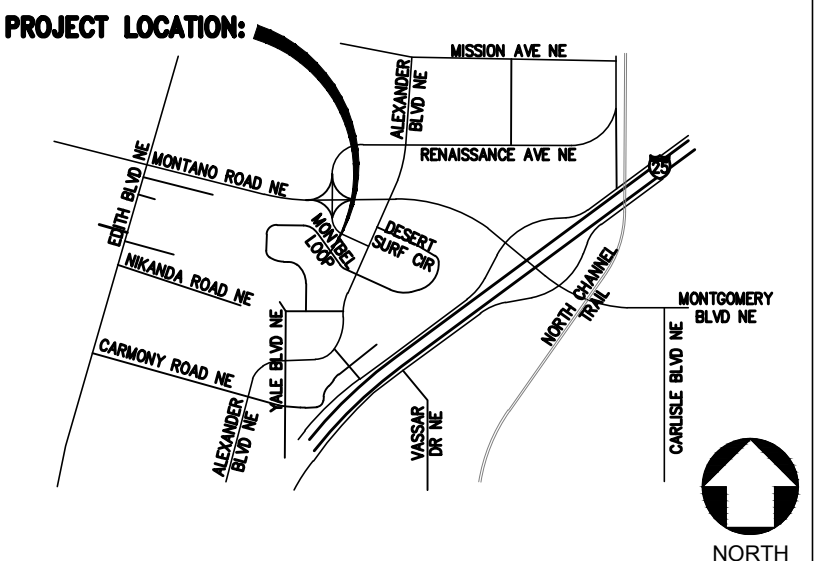 PROJECT LOCATION:
MISSION AVE NE
ALEXANDER
BLVD NE
RENAISSANCE AVE NE
25
MONTANO ROAD NE
EDITH BLVD NE
MONTBEL
LOOP
DESERT
SURF CIR
NIKANDA ROAD NE
NORTH CHANNEL
TRAIL
MONTGOMERY
BLVD NE
CARMONY ROAD NE
YALE BLVD NE
CARLISLE BLVD NE
ALEXANDER
BLVD NE
VASSAR
DR NE
NORTH